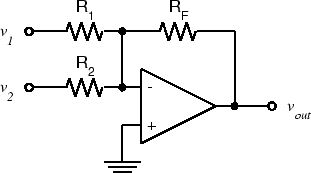 R1 RF
v1
R2
v2 -
+ vout